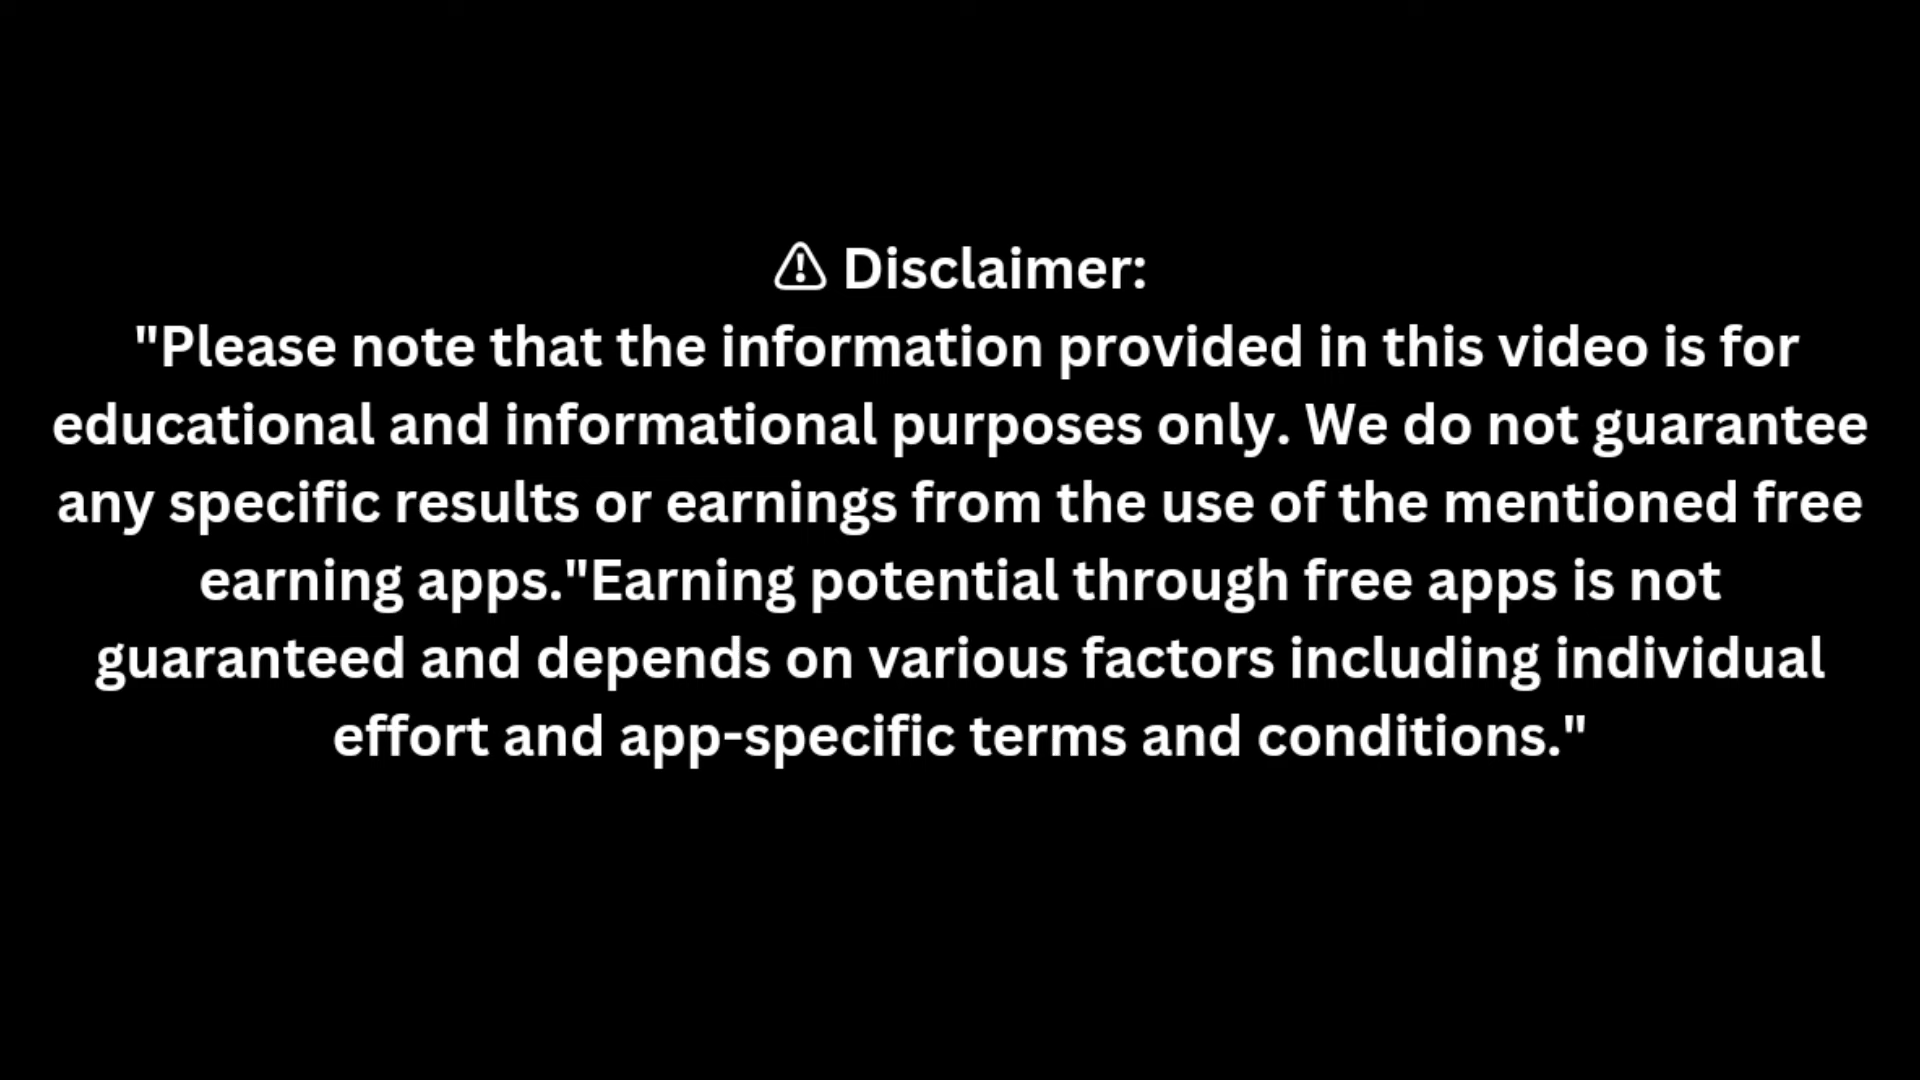 ⚠ Disclaimer:
"Please note that the information provided in this video is for
educational and informational purposes only. We do not guarantee
any specific results or earnings from the use of the mentioned free
earning apps."Earning potential through free apps is not
guaranteed and depends on various factors including individual
effort and app-specific terms and conditions."